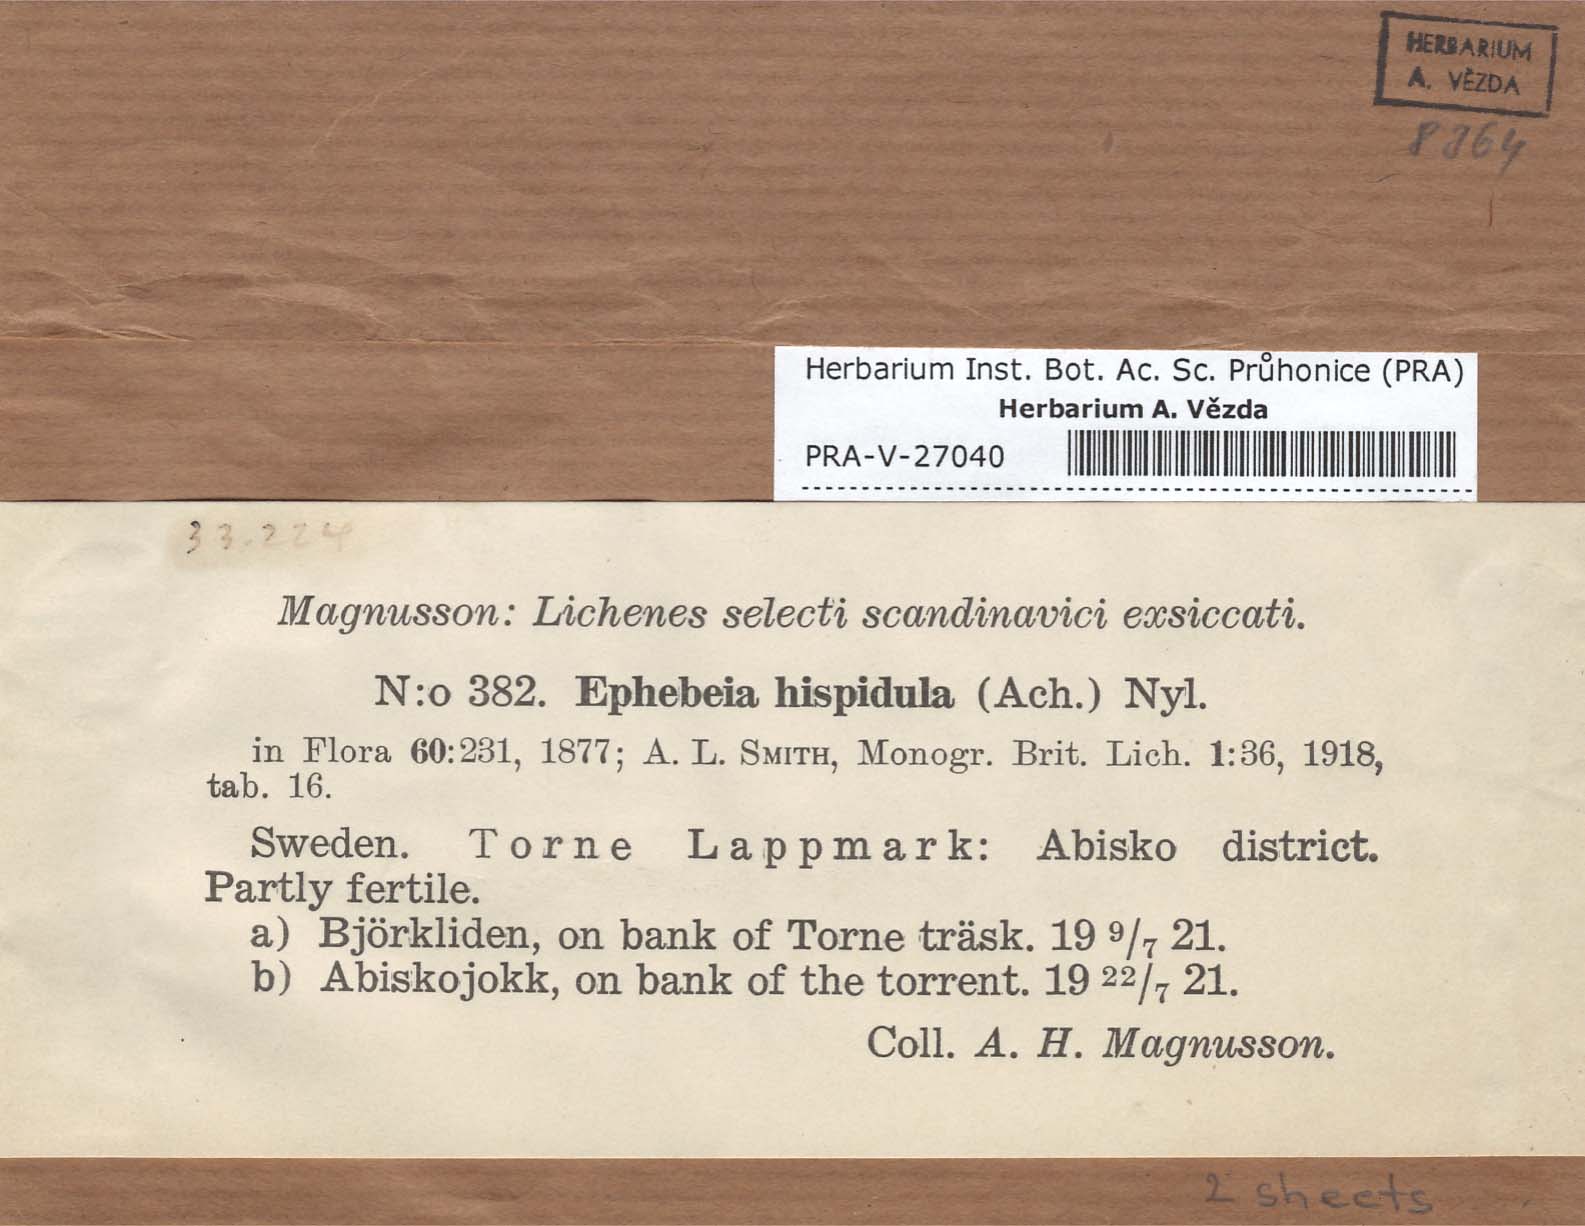 HERBARIUM
A. VĚZDA
8364
Herbarium Inst. Bot. Ac. Sc. Průhonice (PRA)
Herbarium A. Vězda
PRA-V-27040
33.224
Magnusson: Lichenes selecti scandinavici exsiccati.
N:o 382. Ephebeia hispidula (Ach.) Nyl.
in Flora 60:231, 1877; A. L. SMITH, Monogr. Brit. Lich. 1:36, 1918,
tab. 16.
Sweden. Torne Lappmark: Abisko district.
Partly fertile.
a) Björkliden, on bank of Torne träsk. 19 9/7 21.
b) Abiskojokk, on bank of the torrent. 19 22/7 21.
Coll. A. H. Magnusson.
2 sheets